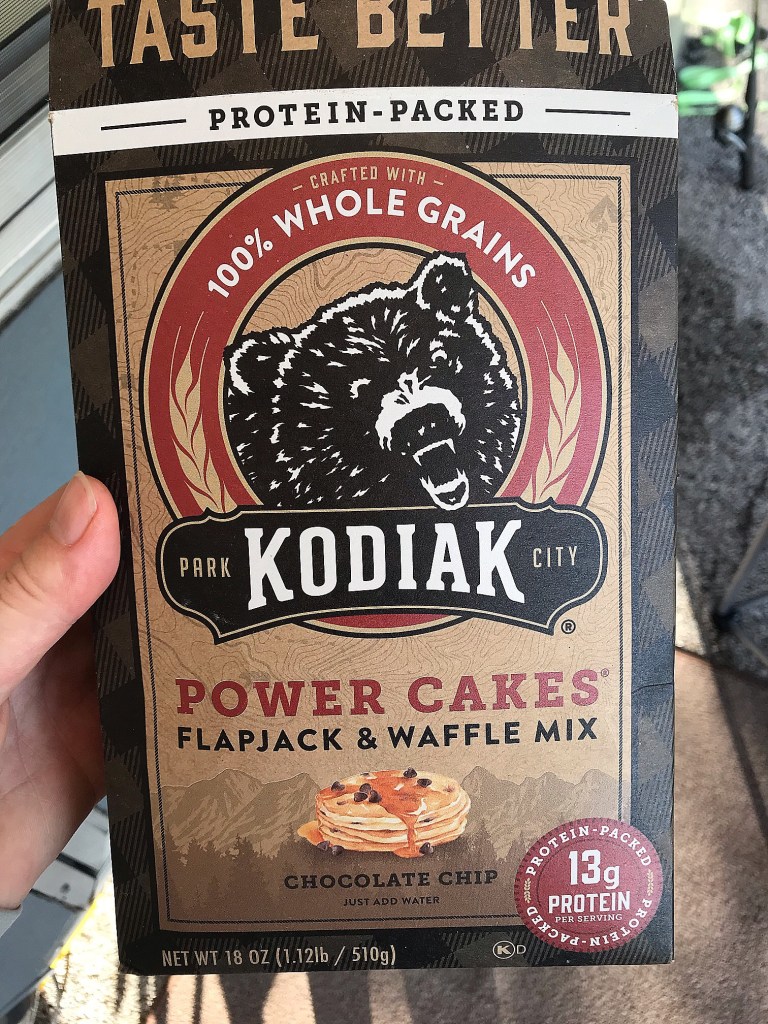 TASTE BETTER
PROTEIN-PACKED
CRAFTED WITH
100% WHOLE GRAINS
PARK KODIAK CITY
®
POWER CAKES®
FLAPJACK & WAFFLE MIX
CHOCOLATE CHIP
JUST ADD WATER
PROTEIN-PACKED
13g
PROTEIN
PER SERVING
PROTEIN-PACKED
NET WT 18 OZ (1.12lb / 510g)
K D